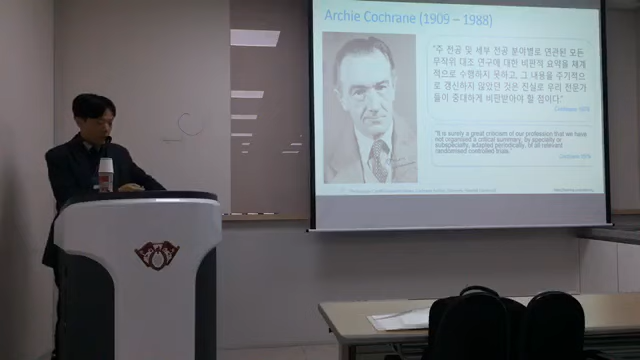 Archie Cochrane (1909 – 1988)
"주 전공 및 세부 전공 분야별로 연관된 모든
무작위 대조 연구에 대한 비판적 요약을 체계
적으로 수행하지 못하고, 그 내용을 주기적으
로 갱신하지 않았던 것은 진실로 우리 전문가
들이 중대하게 비판받아야 할 점이다."
Cochrane 1979
"It is surely a great criticism of our profession that we have
not organised a critical summary, by specialty or
subspecialty, adapted periodically, of all relevant
randomised controlled trials."
Cochrane 1979